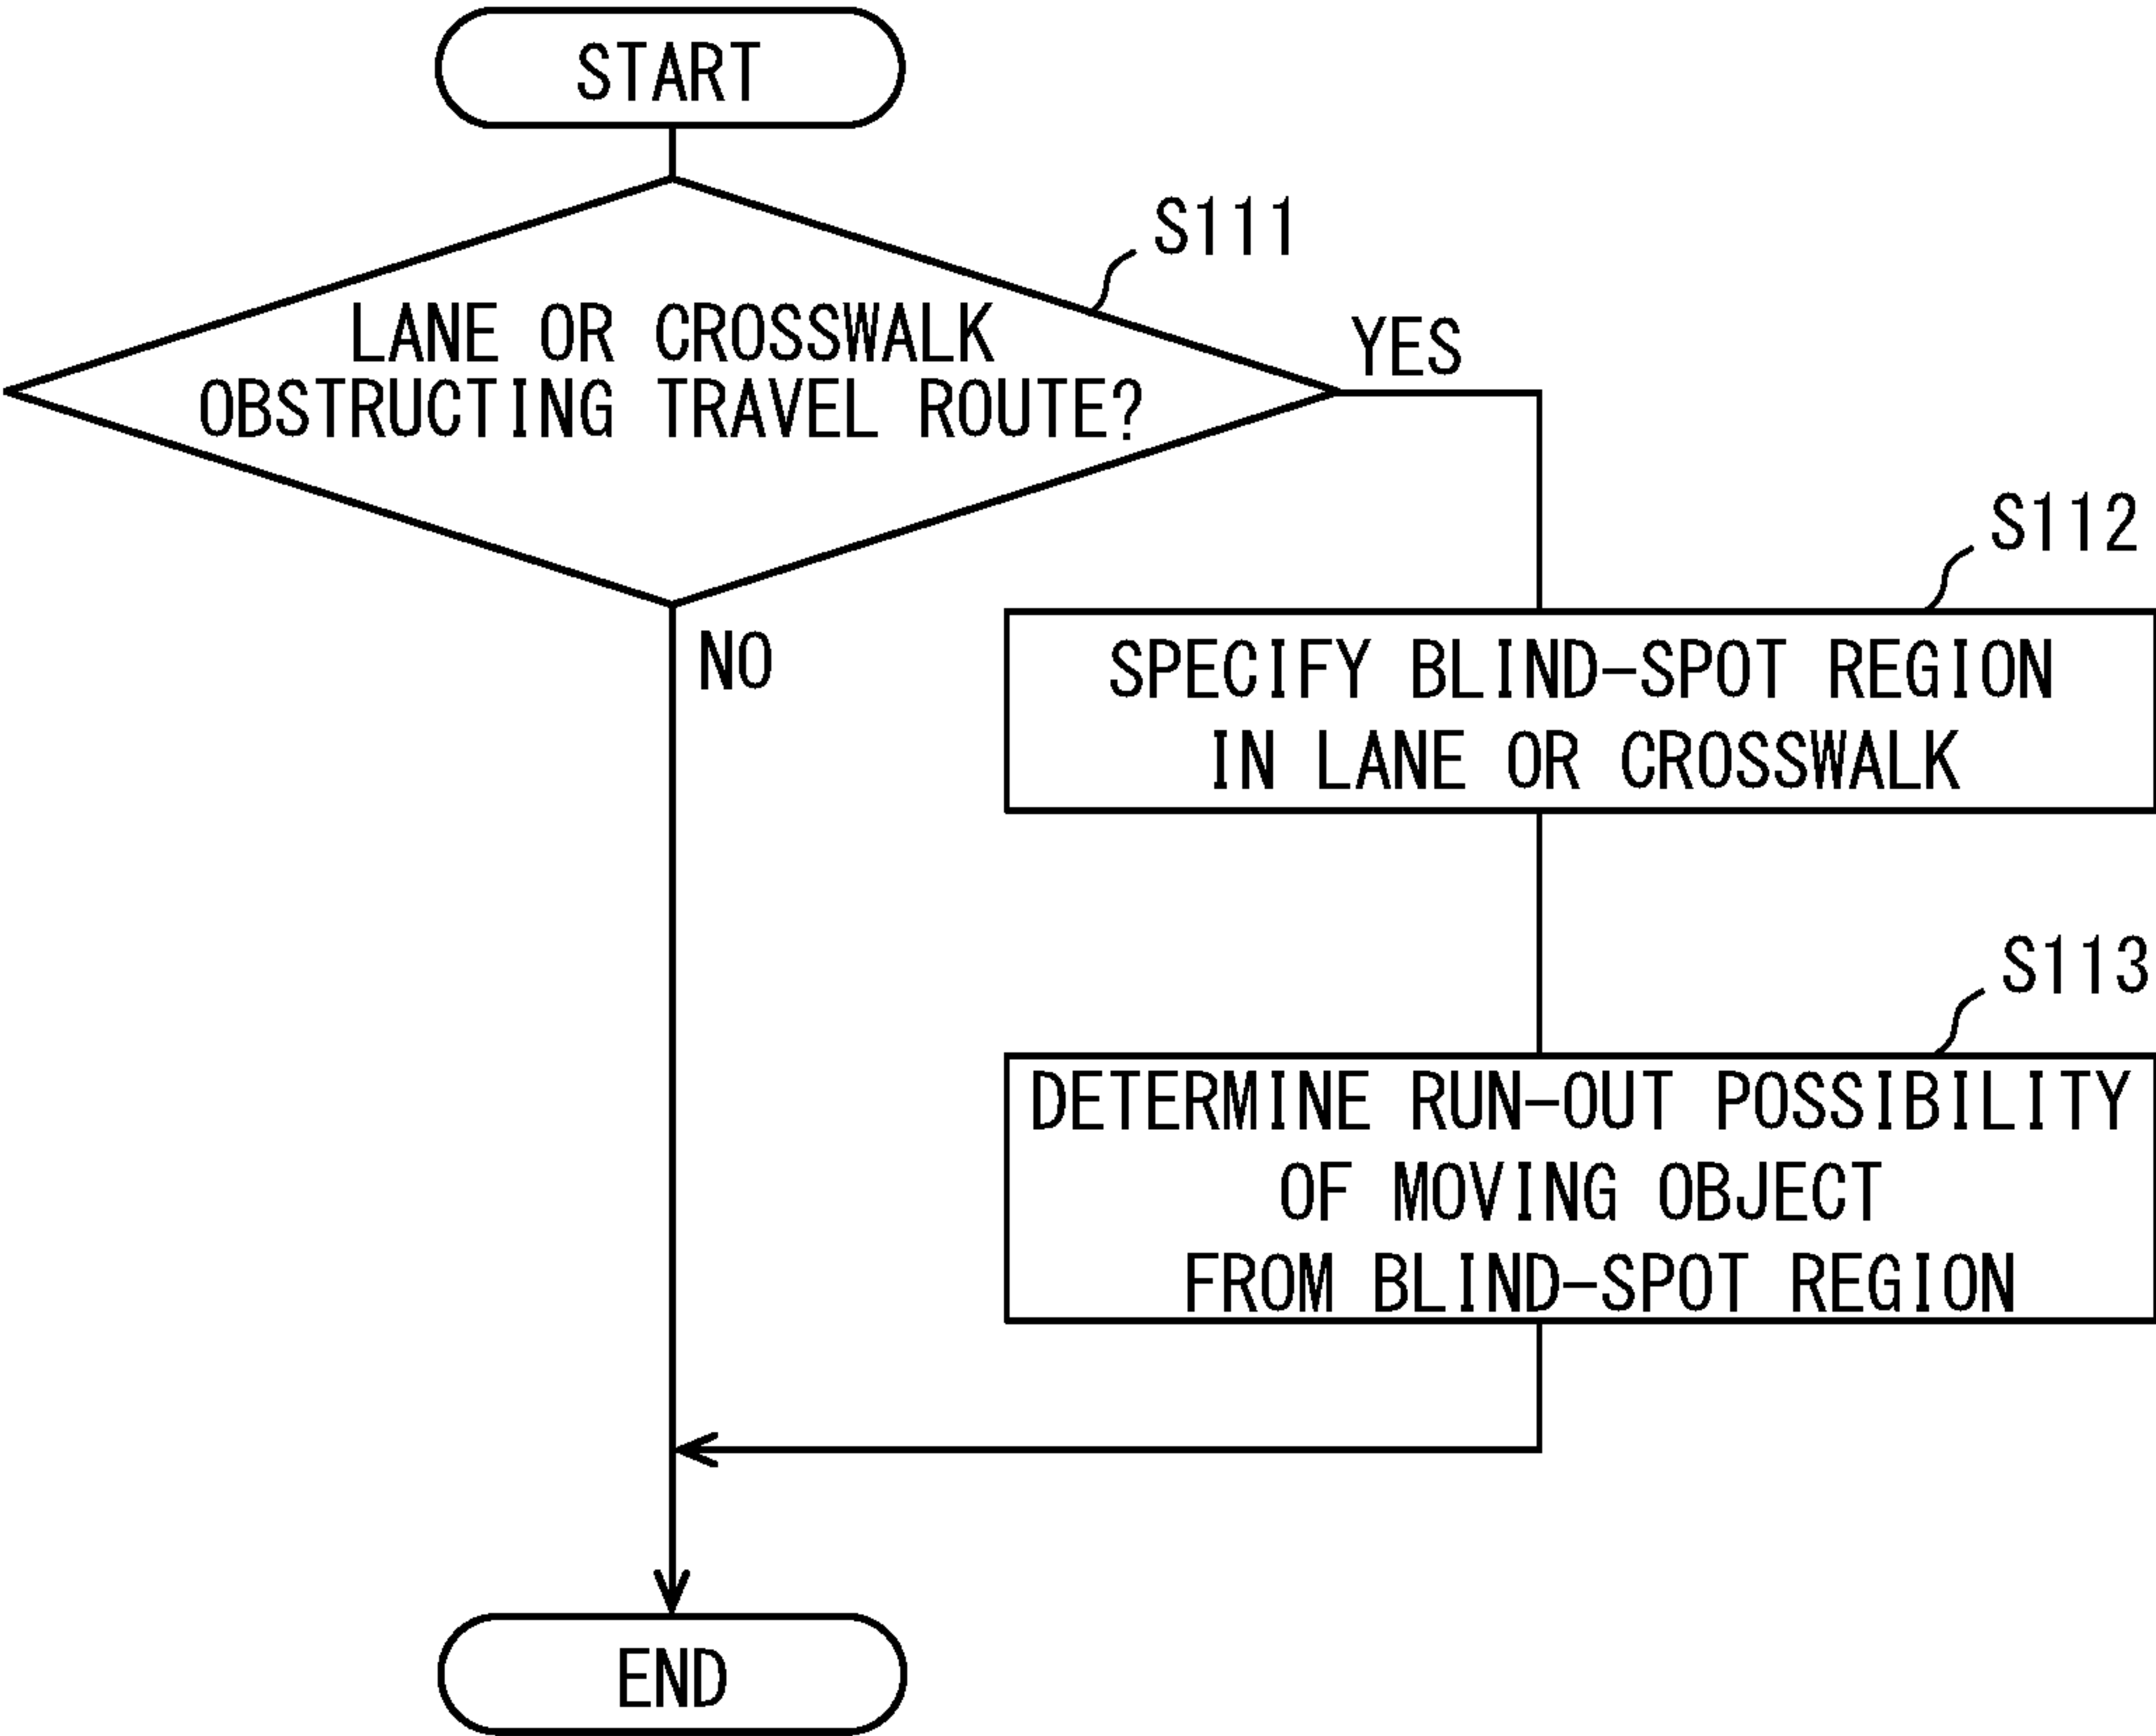 START
S111
LANE OR CROSSWALK
OBSTRUCTING TRAVEL ROUTE?
YES
NO
S112
SPECIFY BLIND-SPOT REGION
IN LANE OR CROSSWALK
S113
DETERMINE RUN-OUT POSSIBILITY
OF MOVING OBJECT
FROM BLIND-SPOT REGION
END